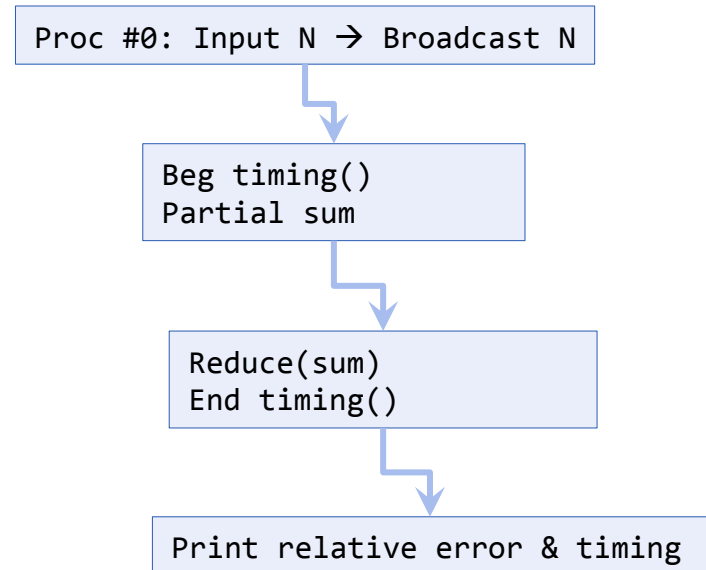 Proc #0: Input N → Broadcast N
Beg timing()
Partial sum
Reduce(sum)
End timing()
Print relative error & timing